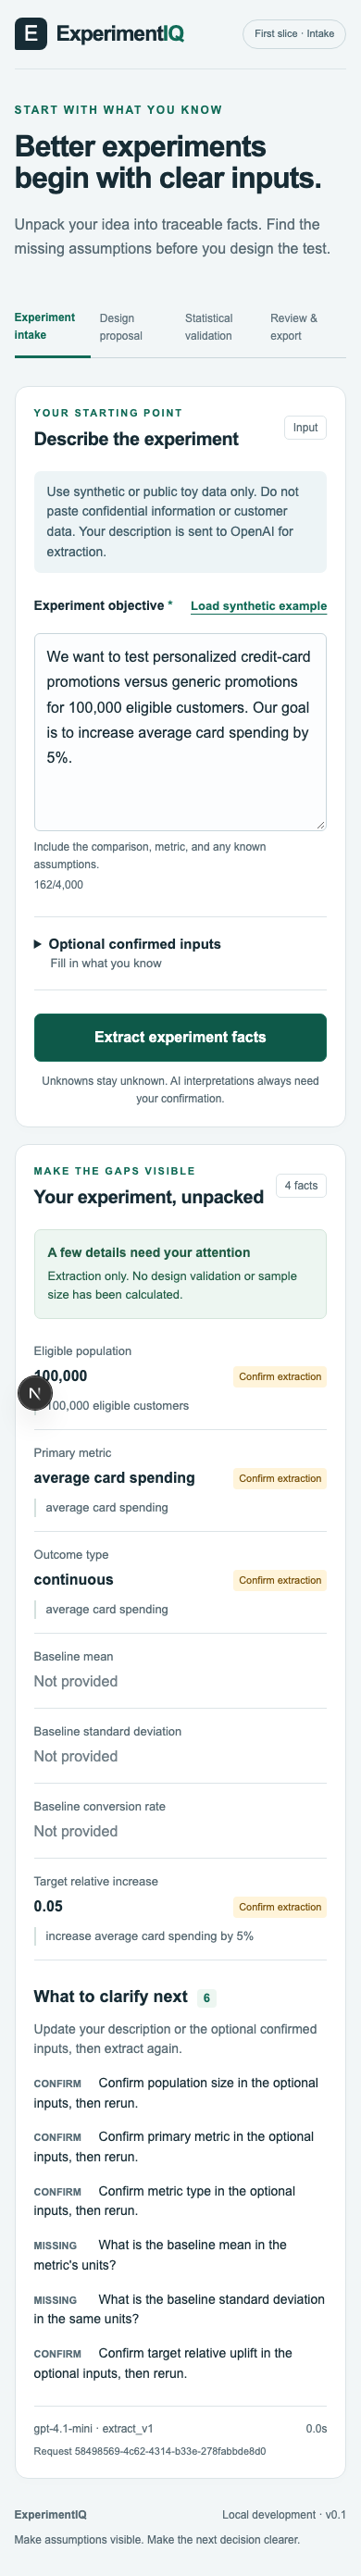 E ExperimentIQ
First slice · Intake
START WITH WHAT YOU KNOW
Better experiments
begin with clear inputs.
Unpack your idea into traceable facts. Find the
missing assumptions before you design the test.
Experiment
intake
Design
proposal
Statistical
validation
Review &
export
YOUR STARTING POINT
Describe the experiment
Input
Use synthetic or public toy data only. Do not
paste confidential information or customer
data. Your description is sent to OpenAI for
extraction.
Experiment objective *
Load synthetic example
We want to test personalized credit-card
promotions versus generic promotions
for 100,000 eligible customers. Our goal
is to increase average card spending by
5%.
Include the comparison, metric, and any known
assumptions.
162/4,000
▶ Optional confirmed inputs
Fill in what you know
Extract experiment facts
Unknowns stay unknown. AI interpretations always need
your confirmation.
MAKE THE GAPS VISIBLE
Your experiment, unpacked
4 facts
A few details need your attention
Extraction only. No design validation or sample
size has been calculated.
Eligible population
100,000
Confirm extraction
N
100,000 eligible customers
Primary metric
average card spending
Confirm extraction
average card spending
Outcome type
continuous
Confirm extraction
average card spending
Baseline mean
Not provided
Baseline standard deviation
Not provided
Baseline conversion rate
Not provided
Target relative increase
0.05
Confirm extraction
increase average card spending by 5%
What to clarify next 6
Update your description or the optional confirmed
inputs, then extract again.
CONFIRM Confirm population size in the optional
inputs, then rerun.
CONFIRM Confirm primary metric in the optional
inputs, then rerun.
CONFIRM Confirm metric type in the optional
inputs, then rerun.
MISSING What is the baseline mean in the
metric's units?
MISSING What is the baseline standard deviation
in the same units?
CONFIRM Confirm target relative uplift in the
optional inputs, then rerun.
gpt-4.1-mini · extract_v1
0.0s
Request 58498569-4c62-4314-b33e-278fabbde8d0
ExperimentIQ
Local development · v0.1
Make assumptions visible. Make the next decision clearer.